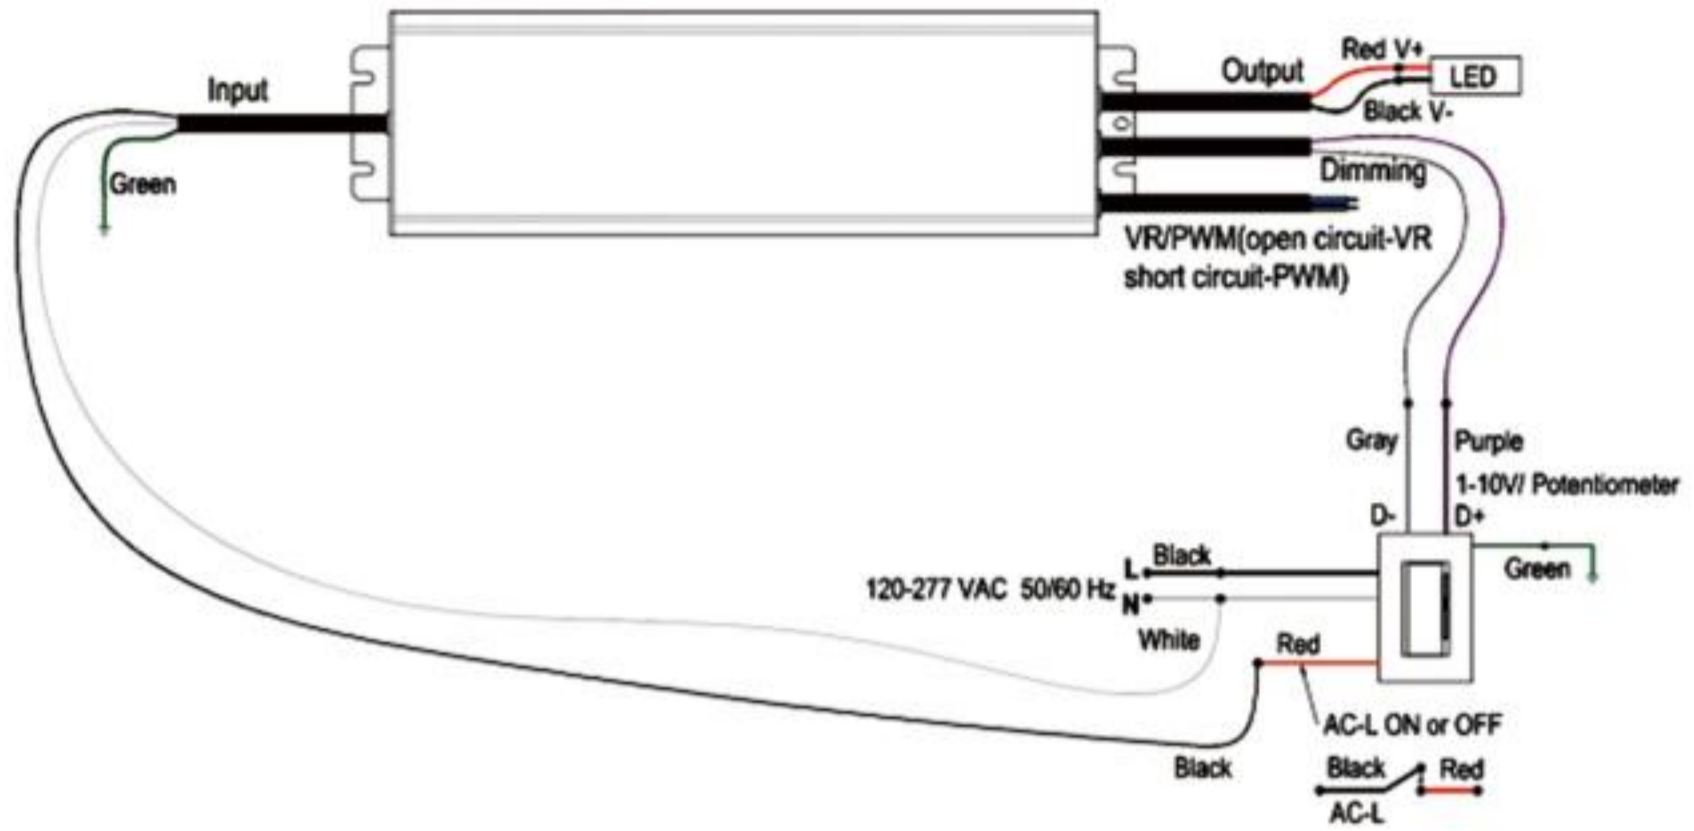 Input
Output
Red V+
LED
Black V-
Green
Dimming
VR/PWM(open circuit-VR
short circuit-PWM)
Gray
Purple
1-10V/ Potentiometer
D-
D+
L
Black
Green
120-277 VAC 50/60 Hz
N
White
Red
AC-L ON or OFF
Black
Black
Red
AC-L